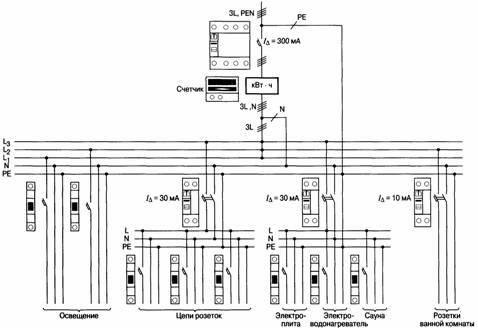 3L, PEN
PE
IΔ = 300 мА
Счетчик
кВт · ч
3L, N
N
3L
L3
L2
L1
N
PE
IΔ = 30 мА
IΔ = 30 мА
IΔ = 10 мА
L
N
PE
L
N
PE
Освещение
Цепи розеток
Электро-
плита
Электро-
водонагреватель
Сауна
Розетки
ванной комнаты